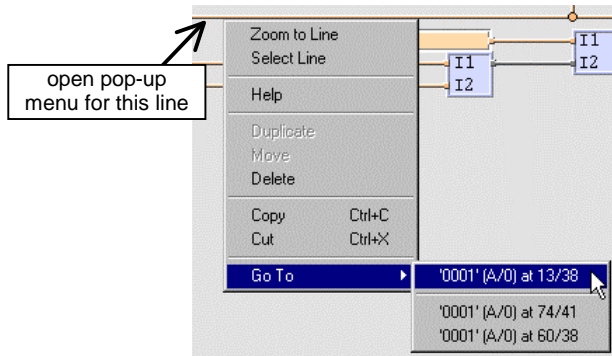 open pop-up
menu for this line
Zoom to Line
Select Line
Help
Duplicate
Move
Delete
Copy Ctrl+C
Cut Ctrl+X
Go To
'0001' (A/0) at 13/38
'0001' (A/0) at 74/41
'0001' (A/0) at 60/38
I1
I2
I1
I2